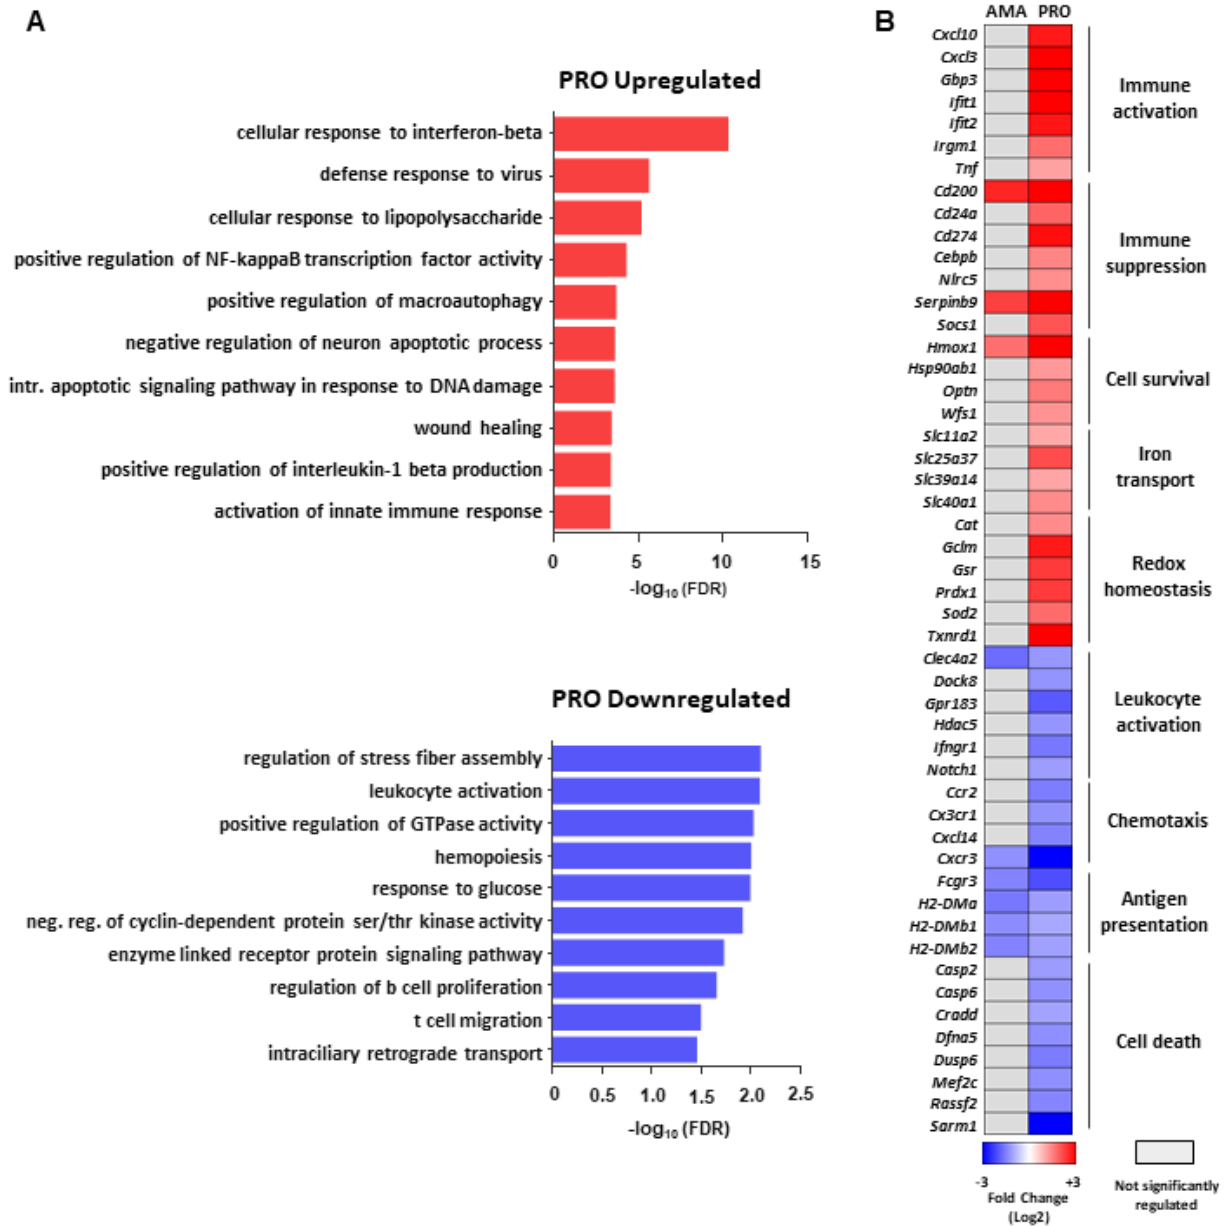 A
PRO Upregulated
cellular response to interferon-beta
defense response to virus
cellular response to lipopolysaccharide
positive regulation of NF-kappaB transcription factor activity
positive regulation of macroautophagy
negative regulation of neuron apoptotic process
intr. apoptotic signaling pathway in response to DNA damage
wound healing
positive regulation of interleukin-1 beta production
activation of innate immune response
0 5 10 15
-log₁₀ (FDR)
PRO Downregulated
regulation of stress fiber assembly
leukocyte activation
positive regulation of GTPase activity
hemopoiesis
response to glucose
neg. reg. of cyclin-dependent protein ser/thr kinase activity
enzyme linked receptor protein signaling pathway
regulation of b cell proliferation
t cell migration
intraciliary retrograde transport
0 0.5 1.0 1.5 2.0 2.5
-log₁₀ (FDR)
B
AMA PRO
Cxcl10
Cxcl3
Gbp3
Ifit1
Ifit2
Irgm1
Tnf
Immune
activation
Cd200
Cd24a
Cd274
Cebpb
Nlrc5
Serpinb9
Socs1
Immune
suppression
Hmox1
Hsp90ab1
Optn
Wfs1
Cell survival
Slc11a2
Slc25a37
Slc39a14
Slc40a1
Iron
transport
Cat
Gclm
Gsr
Prdx1
Sod2
Txnrd1
Redox
homeostasis
Clec4a2
Dock8
Gpr183
Hdac5
Ifngr1
Notch1
Leukocyte
activation
Ccr2
Cx3cr1
Cxcl14
Cxcr3
Chemotaxis
Fcgr3
H2-DMa
H2-DMb1
H2-DMb2
Antigen
presentation
Casp2
Casp6
Cradd
Dfna5
Dusp6
Mef2c
Rassf2
Sarm1
Cell death
-3 +3
Fold Change
(Log2)
Not significantly
regulated